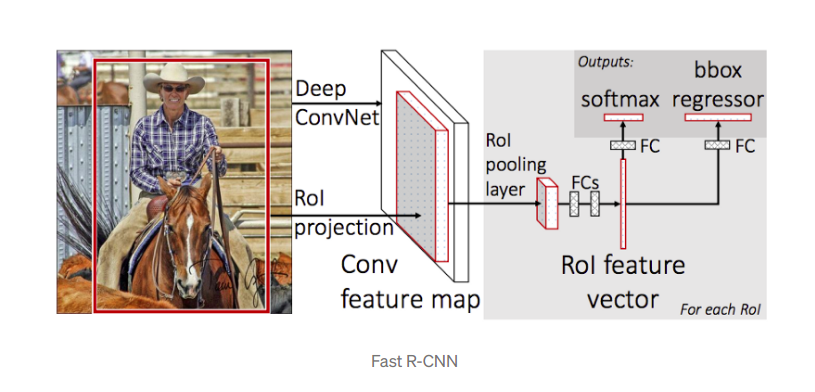 Deep
ConvNet
RoI
projection
Conv
feature map
RoI
pooling
layer
FCs
RoI feature
vector
Outputs:
softmax
bbox
regressor
FC
FC
For each RoI
Fast R-CNN